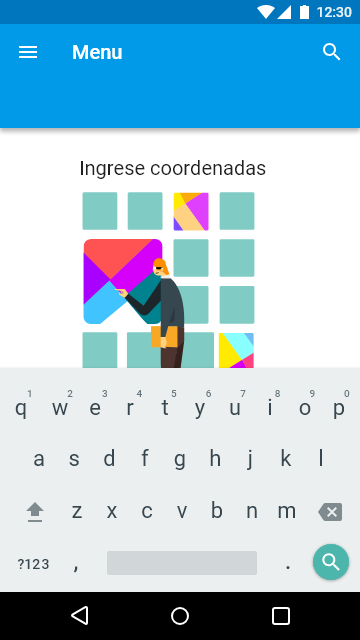 12:30
Menu
Ingrese coordenadas
1 2 3 4 5 6 7 8 9 0
q w e r t y u i o p
a s d f g h j k l
z x c v b n m
?123 , .